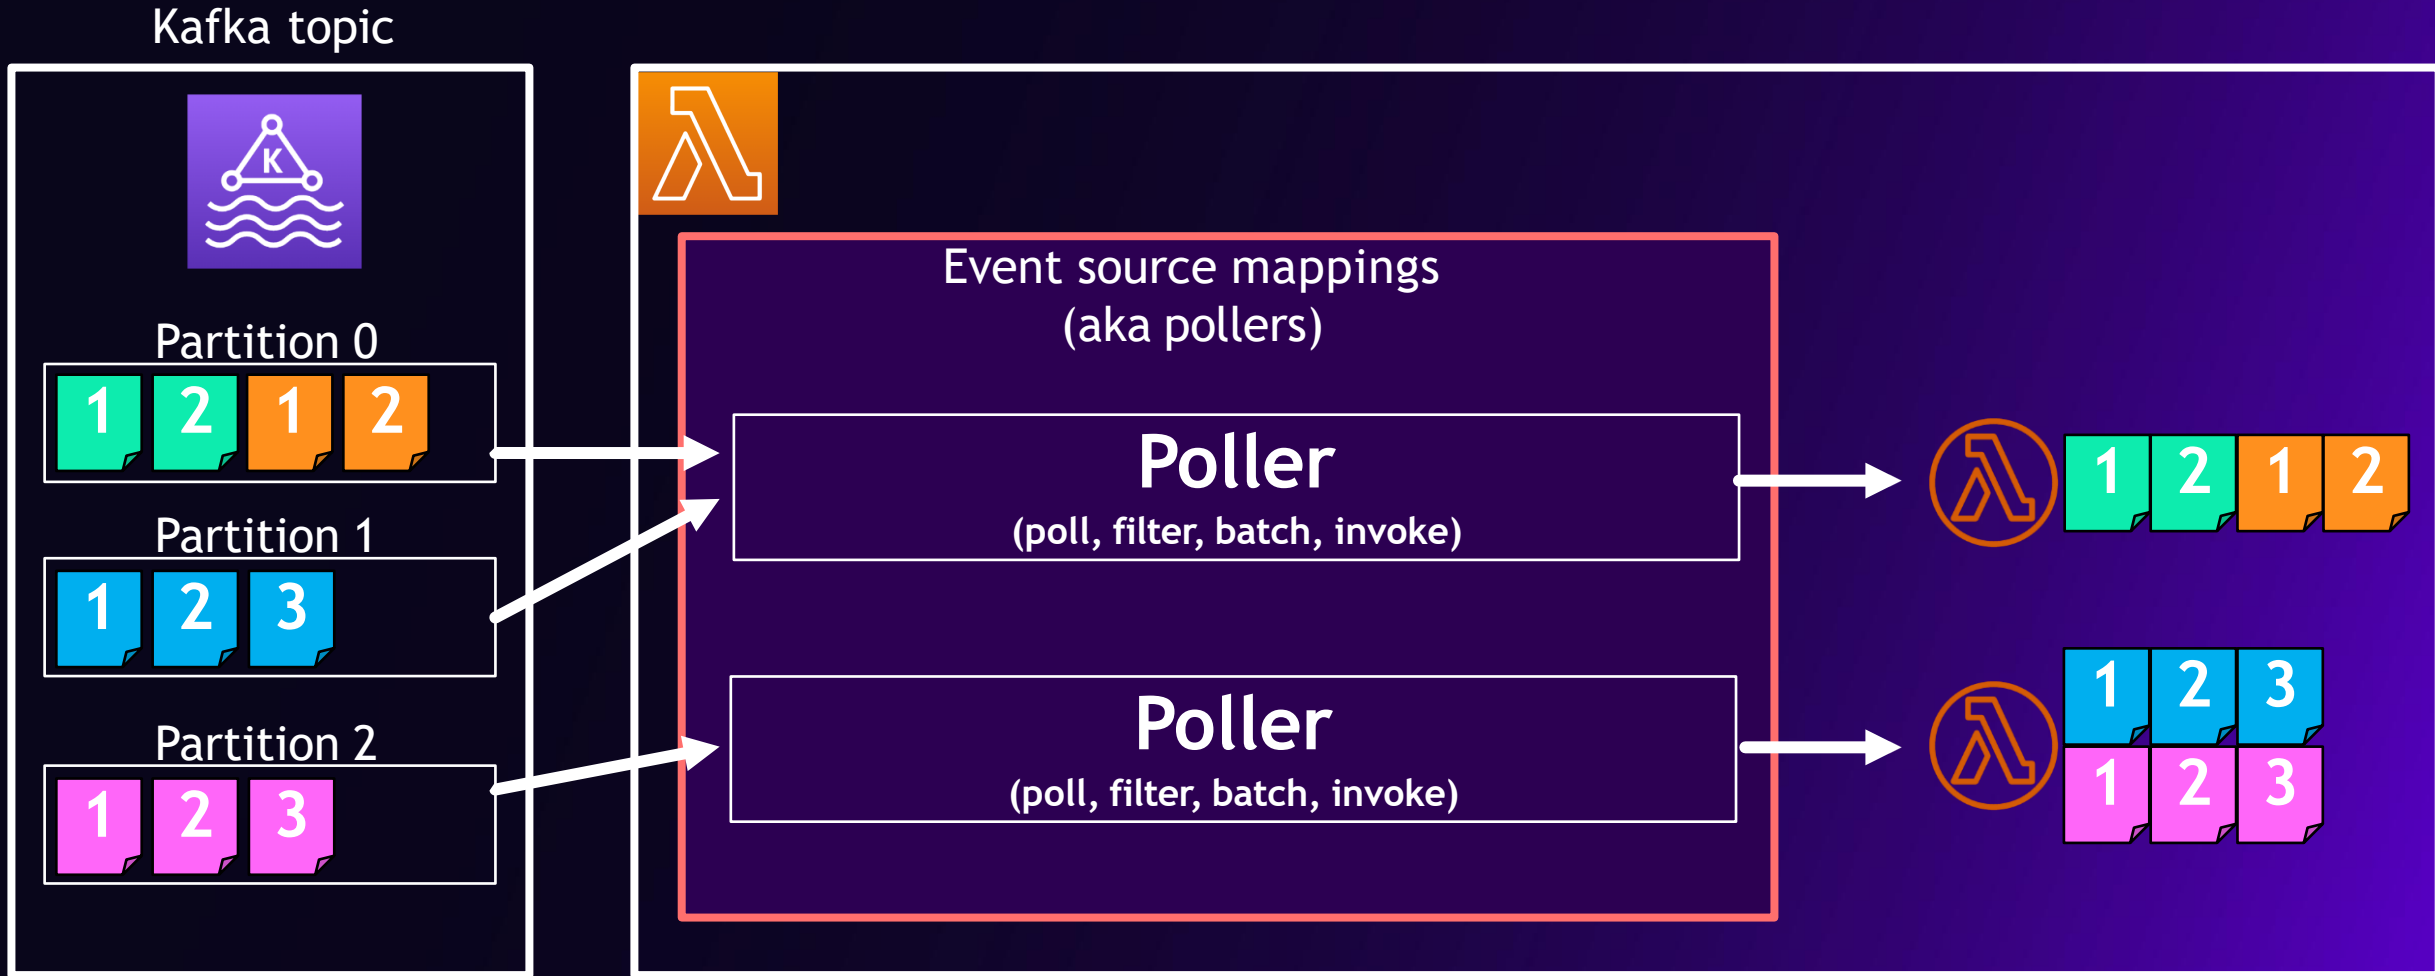 Kafka topic
K
Partition 0
1 2 1 2
Partition 1
1 2 3
Partition 2
1 2 3
Event source mappings
(aka pollers)
Poller
(poll, filter, batch, invoke)
Poller
(poll, filter, batch, invoke)
1 2 1 2
1 2 3
1 2 3